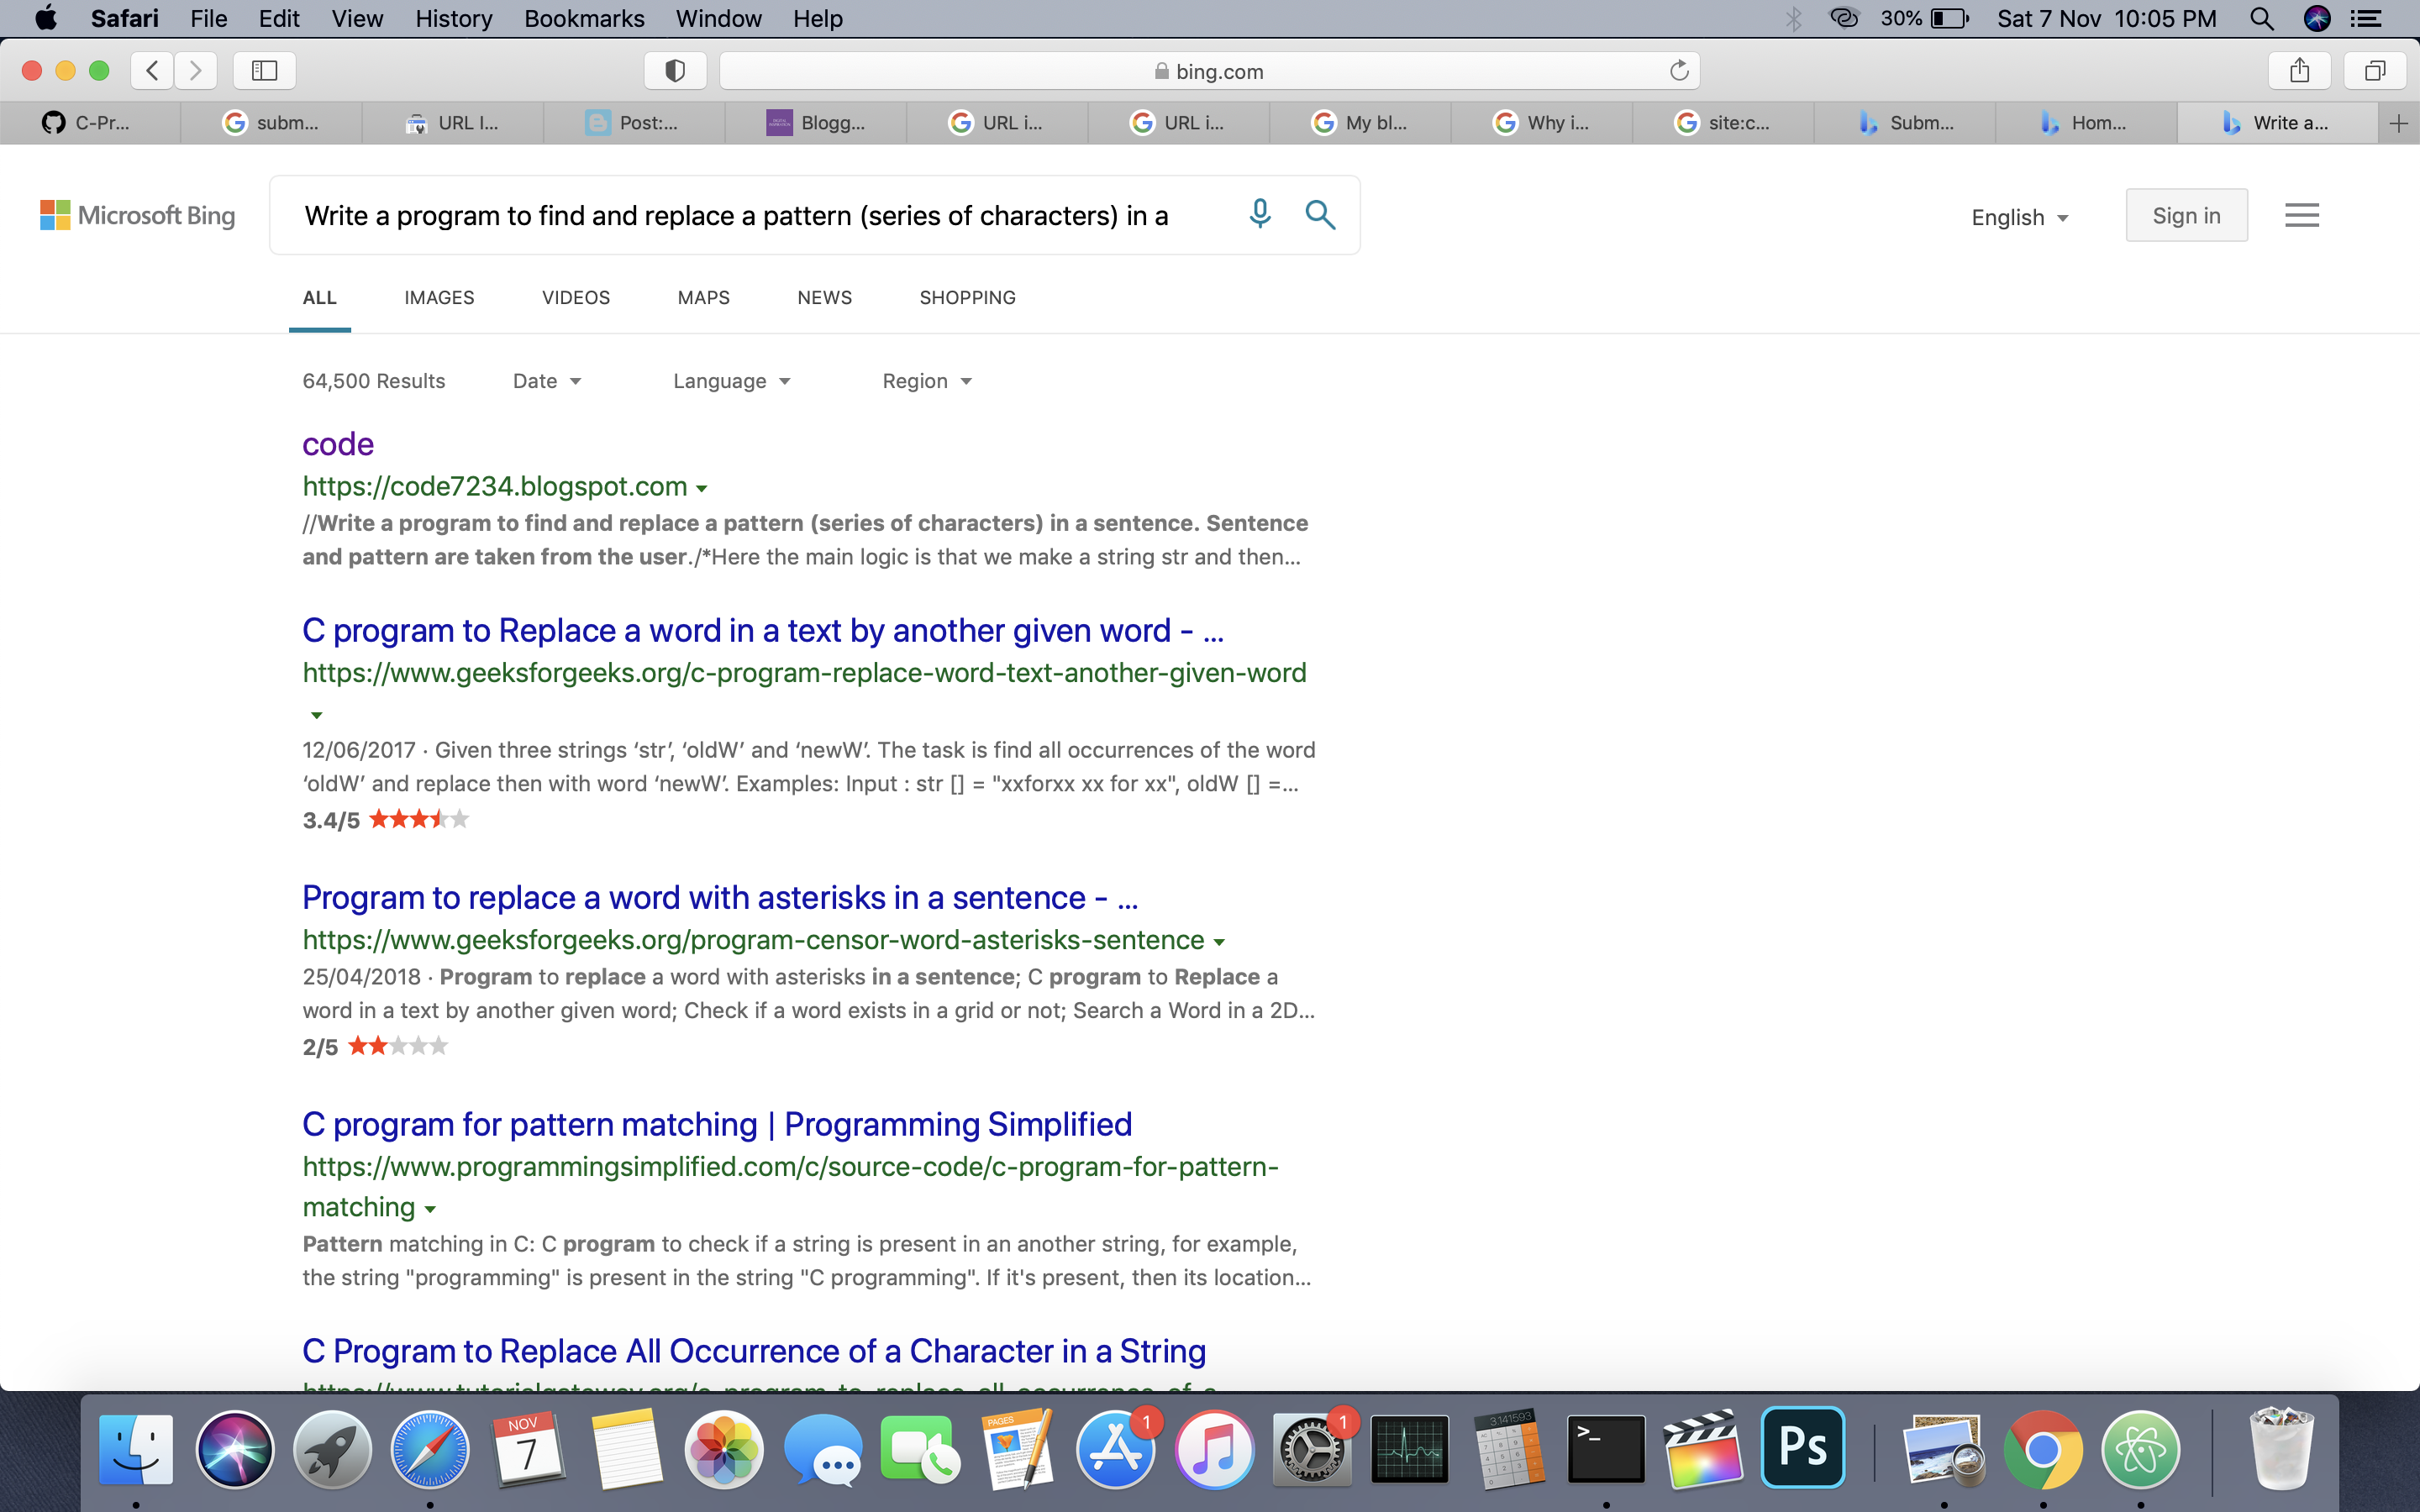 Safari File Edit View History Bookmarks Window Help 30% Sat 7 Nov 10:05 PM
bing.com
C-Pr... subm... URL I... Post:... Blogg... URL i... URL i... My bl... Why i... site:c... Subm... Hom... Write a...
Microsoft Bing Write a program to find and replace a pattern (series of characters) in a English Sign in
ALL IMAGES VIDEOS MAPS NEWS SHOPPING
64,500 Results Date Language Region
code
https://code7234.blogspot.com
//Write a program to find and replace a pattern (series of characters) in a sentence. Sentence
and pattern are taken from the user./*Here the main logic is that we make a string str and then...
C program to Replace a word in a text by another given word - ...
https://www.geeksforgeeks.org/c-program-replace-word-text-another-given-word
12/06/2017 · Given three strings ‘str’, ‘oldW’ and ‘newW’. The task is find all occurrences of the word
‘oldW’ and replace then with word ‘newW’. Examples: Input : str [] = "xxforxx xx for xx", oldW [] =...
3.4/5
Program to replace a word with asterisks in a sentence - ...
https://www.geeksforgeeks.org/program-censor-word-asterisks-sentence
25/04/2018 · Program to replace a word with asterisks in a sentence; C program to Replace a
word in a text by another given word; Check if a word exists in a grid or not; Search a Word in a 2D...
2/5
C program for pattern matching | Programming Simplified
https://www.programmingsimplified.com/c/source-code/c-program-for-pattern-
matching
Pattern matching in C: C program to check if a string is present in an another string, for example,
the string "programming" is present in the string "C programming". If it's present, then its location...
C Program to Replace All Occurrence of a Character in a String
https://www.tutorialgateway.org/c-program-to-replace-all-occurrence-of-a-
NOV
7
PAGES
1
1
3.141593
>_
Ps